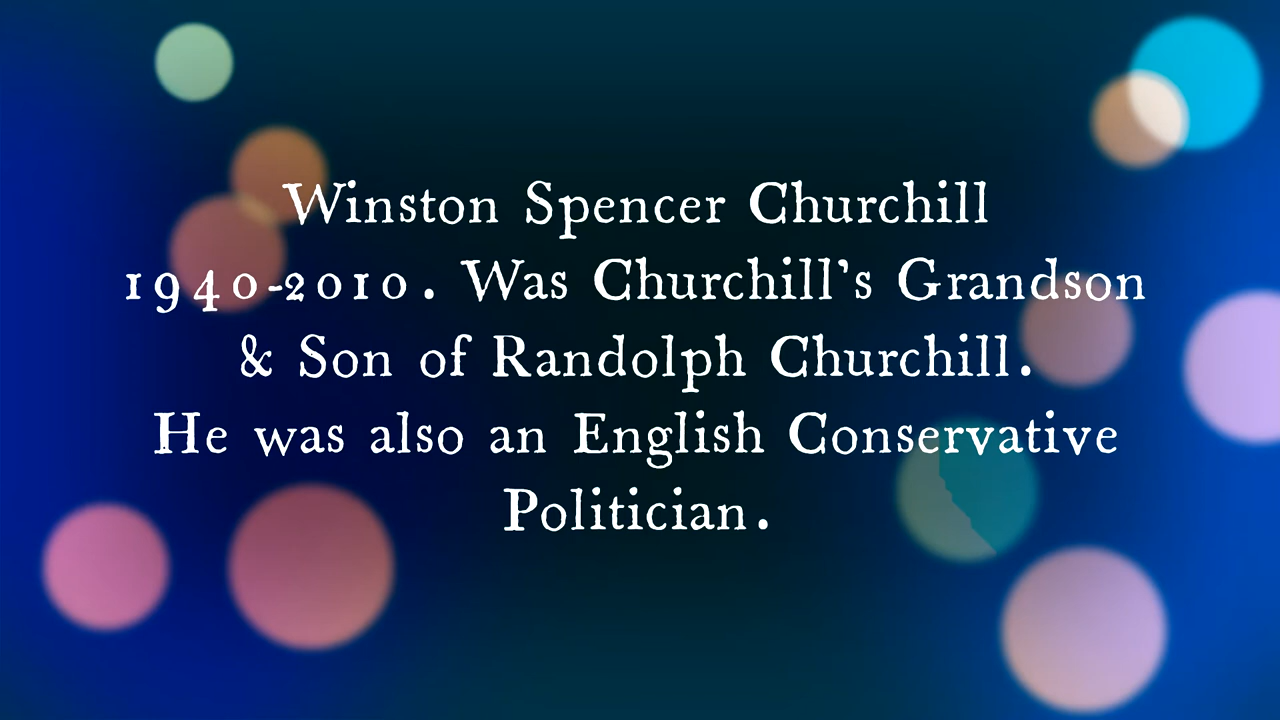 Winston Spencer Churchill
1940-2010. Was Churchill's Grandson
& Son of Randolph Churchill.
He was also an English Conservative
Politician.